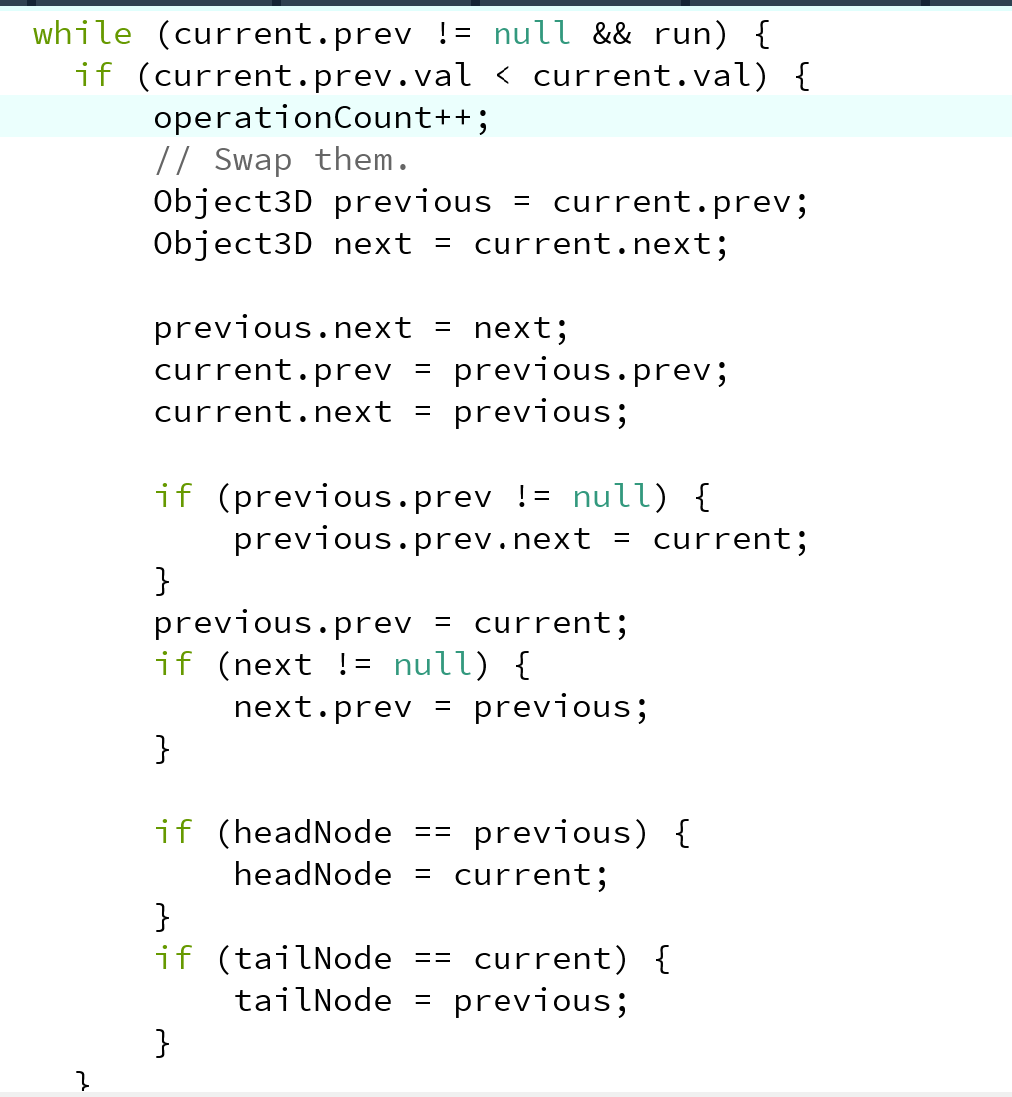 while (current.prev != null && run) {
if (current.prev.val < current.val) {
operationCount++;
// Swap them.
Object3D previous = current.prev;
Object3D next = current.next;
previous.next = next;
current.prev = previous.prev;
current.next = previous;
if (previous.prev != null) {
previous.prev.next = current;
}
previous.prev = current;
if (next != null) {
next.prev = previous;
}
if (headNode == previous) {
headNode = current;
}
if (tailNode == current) {
tailNode = previous;
}
}